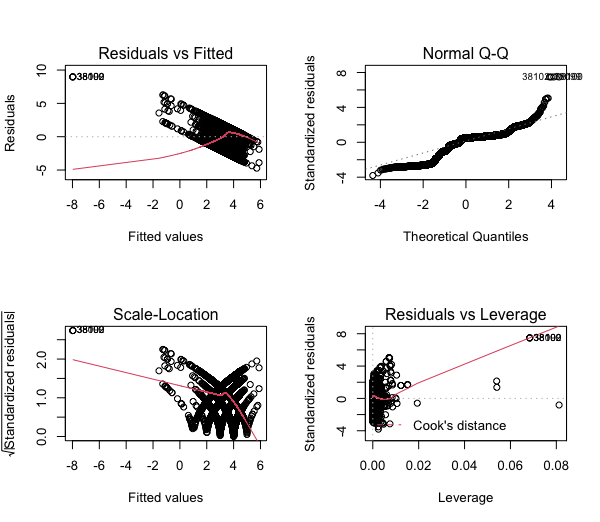 Residuals vs Fitted
Residuals
10
5
0
-5
-8 -6 -4 -2 0 2 4 6
Fitted values
Normal Q-Q
Standardized residuals
8
4
0
-4
-4 -2 0 2 4
Theoretical Quantiles
Scale-Location
√|Standardized residuals|
2.0
1.0
0.0
-8 -6 -4 -2 0 2 4 6
Fitted values
Residuals vs Leverage
Standardized residuals
8
4
0
-4
Cook's distance
0.00 0.02 0.04 0.06 0.08
Leverage